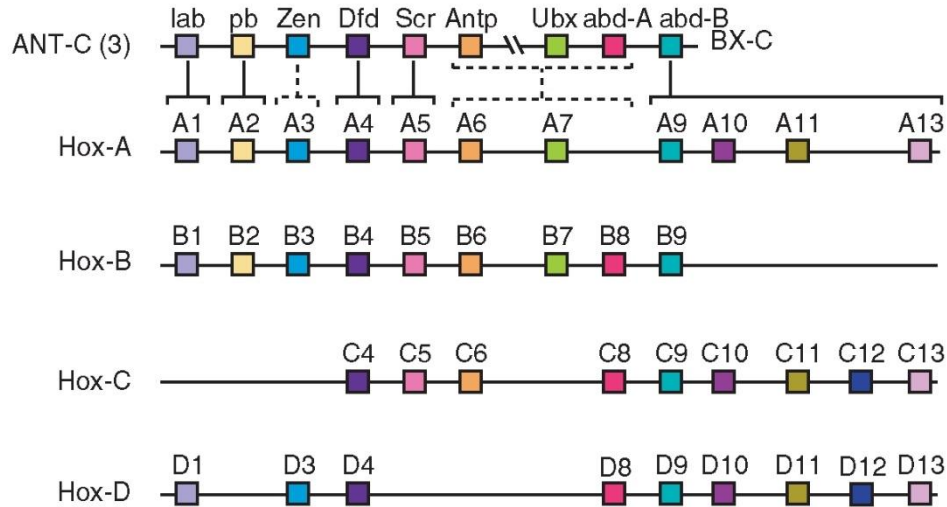 lab pb Zen Dfd Scr Antp Ubx abd-A abd-B
ANT-C (3) BX-C
A1 A2 A3 A4 A5 A6 A7 A9 A10 A11 A13
Hox-A
B1 B2 B3 B4 B5 B6 B7 B8 B9
Hox-B
C4 C5 C6 C8 C9 C10 C11 C12 C13
Hox-C
D1 D3 D4 D8 D9 D10 D11 D12 D13
Hox-D